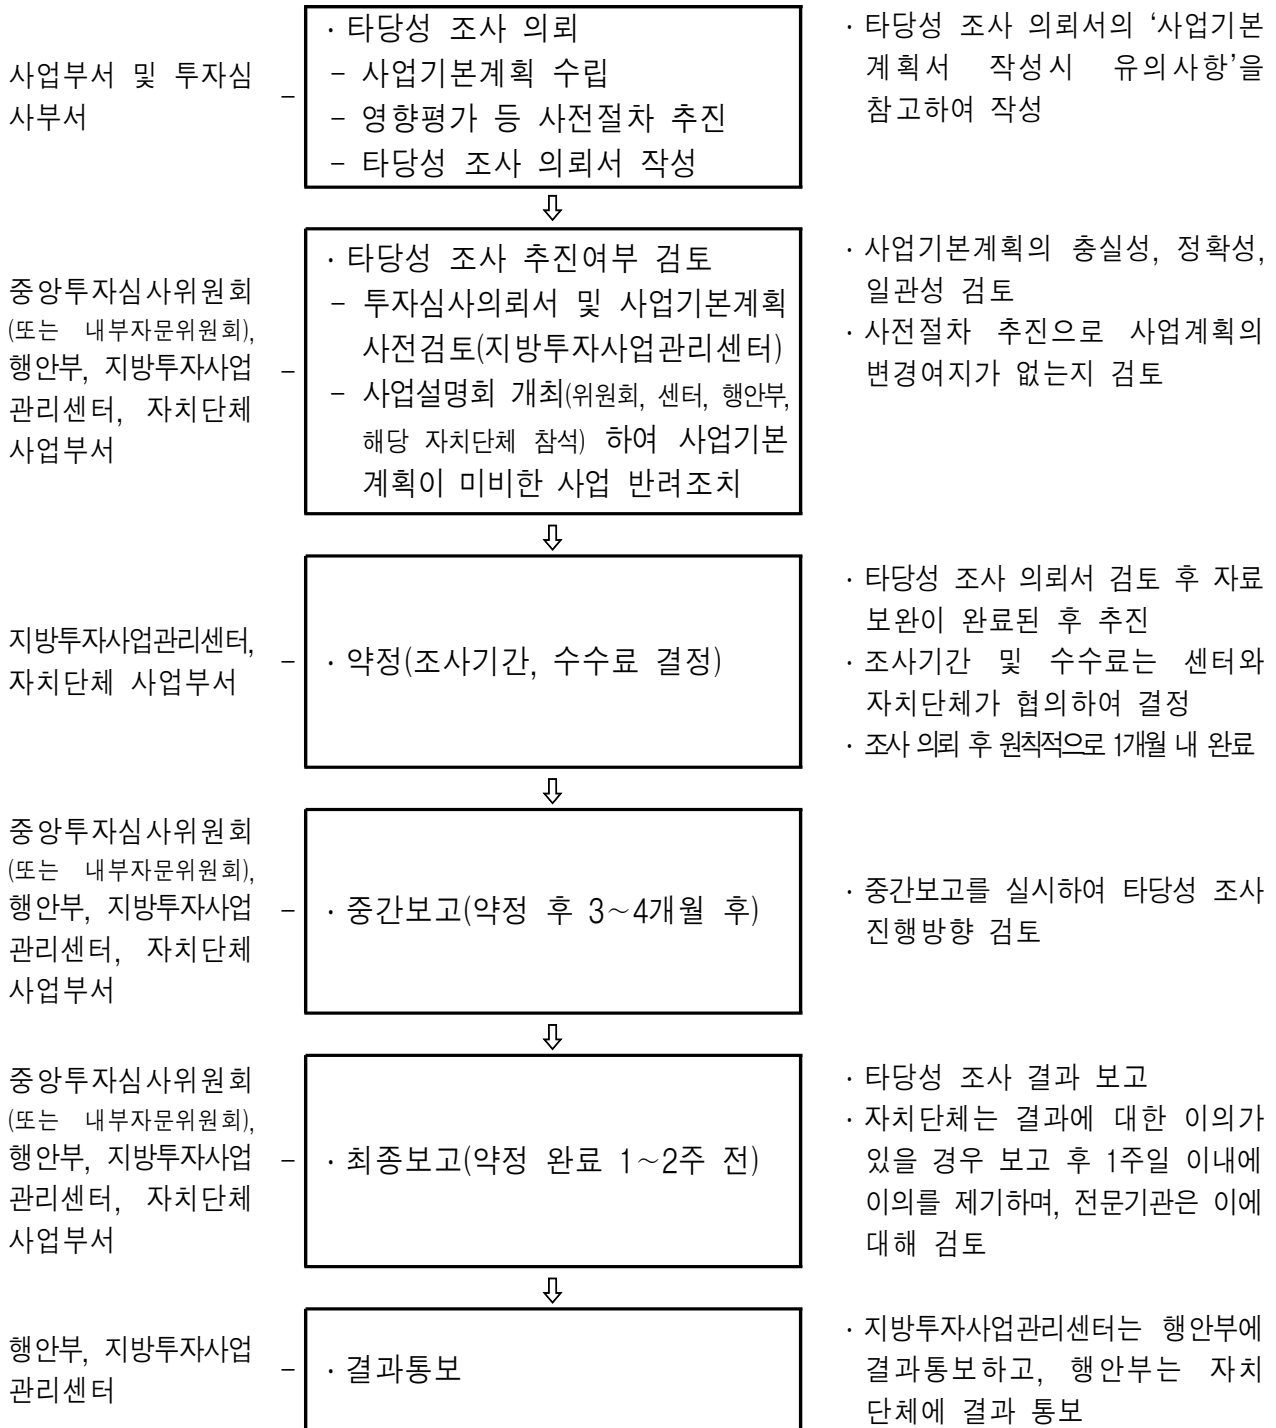 사업부서 및 투자심
사부서
–
· 타당성 조사 의뢰
– 사업기본계획 수립
– 영향평가 등 사전절차 추진
– 타당성 조사 의뢰서 작성
· 타당성 조사 의뢰서의 ‘사업기본
계획서 작성시 유의사항’을
참고하여 작성
⇩
중앙투자심사위원회
(또는 내부자문위원회),
행안부, 지방투자사업
관리센터, 자치단체
사업부서
–
· 타당성 조사 추진여부 검토
– 투자심사의뢰서 및 사업기본계획
사전검토(지방투자사업관리센터)
– 사업설명회 개최(위원회, 센터, 행안부,
해당 자치단체 참석) 하여 사업기본
계획이 미비한 사업 반려조치
· 사업기본계획의 충실성, 정확성,
일관성 검토
· 사전절차 추진으로 사업계획의
변경여지가 없는지 검토
⇩
지방투자사업관리센터,
자치단체 사업부서
–
· 약정(조사기간, 수수료 결정)
· 타당성 조사 의뢰서 검토 후 자료
보완이 완료된 후 추진
· 조사기간 및 수수료는 센터와
자치단체가 협의하여 결정
· 조사 의뢰 후 원칙적으로 1개월 내 완료
⇩
중앙투자심사위원회
(또는 내부자문위원회),
행안부, 지방투자사업
관리센터, 자치단체
사업부서
–
· 중간보고(약정 후 3～4개월 후)
· 중간보고를 실시하여 타당성 조사
진행방향 검토
⇩
중앙투자심사위원회
(또는 내부자문위원회),
행안부, 지방투자사업
관리센터, 자치단체
사업부서
–
· 최종보고(약정 완료 1～2주 전)
· 타당성 조사 결과 보고
· 자치단체는 결과에 대한 이의가
있을 경우 보고 후 1주일 이내에
이의를 제기하며, 전문기관은 이에
대해 검토
⇩
행안부, 지방투자사업
관리센터
–
· 결과통보
· 지방투자사업관리센터는 행안부에
결과통보하고, 행안부는 자치
단체에 결과 통보